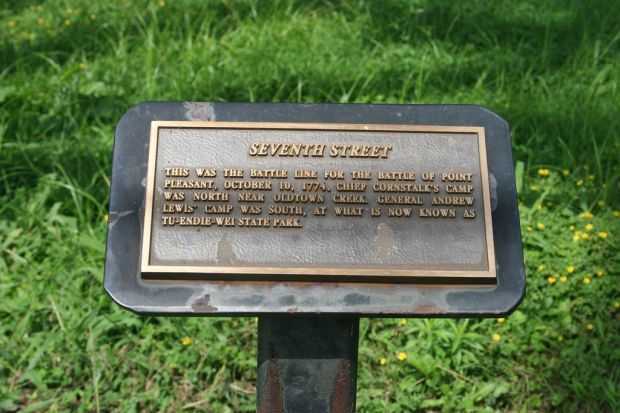 SEVENTH STREET
THIS WAS THE BATTLE LINE FOR THE BATTLE OF POINT
PLEASANT, OCTOBER 10, 1774. CHIEF CORNSTALK'S CAMP
WAS NORTH NEAR OLDTOWN CREEK. GENERAL ANDREW
LEWIS' CAMP WAS SOUTH, AT WHAT IS NOW KNOWN AS
TU-ENDIE-WEI STATE PARK.